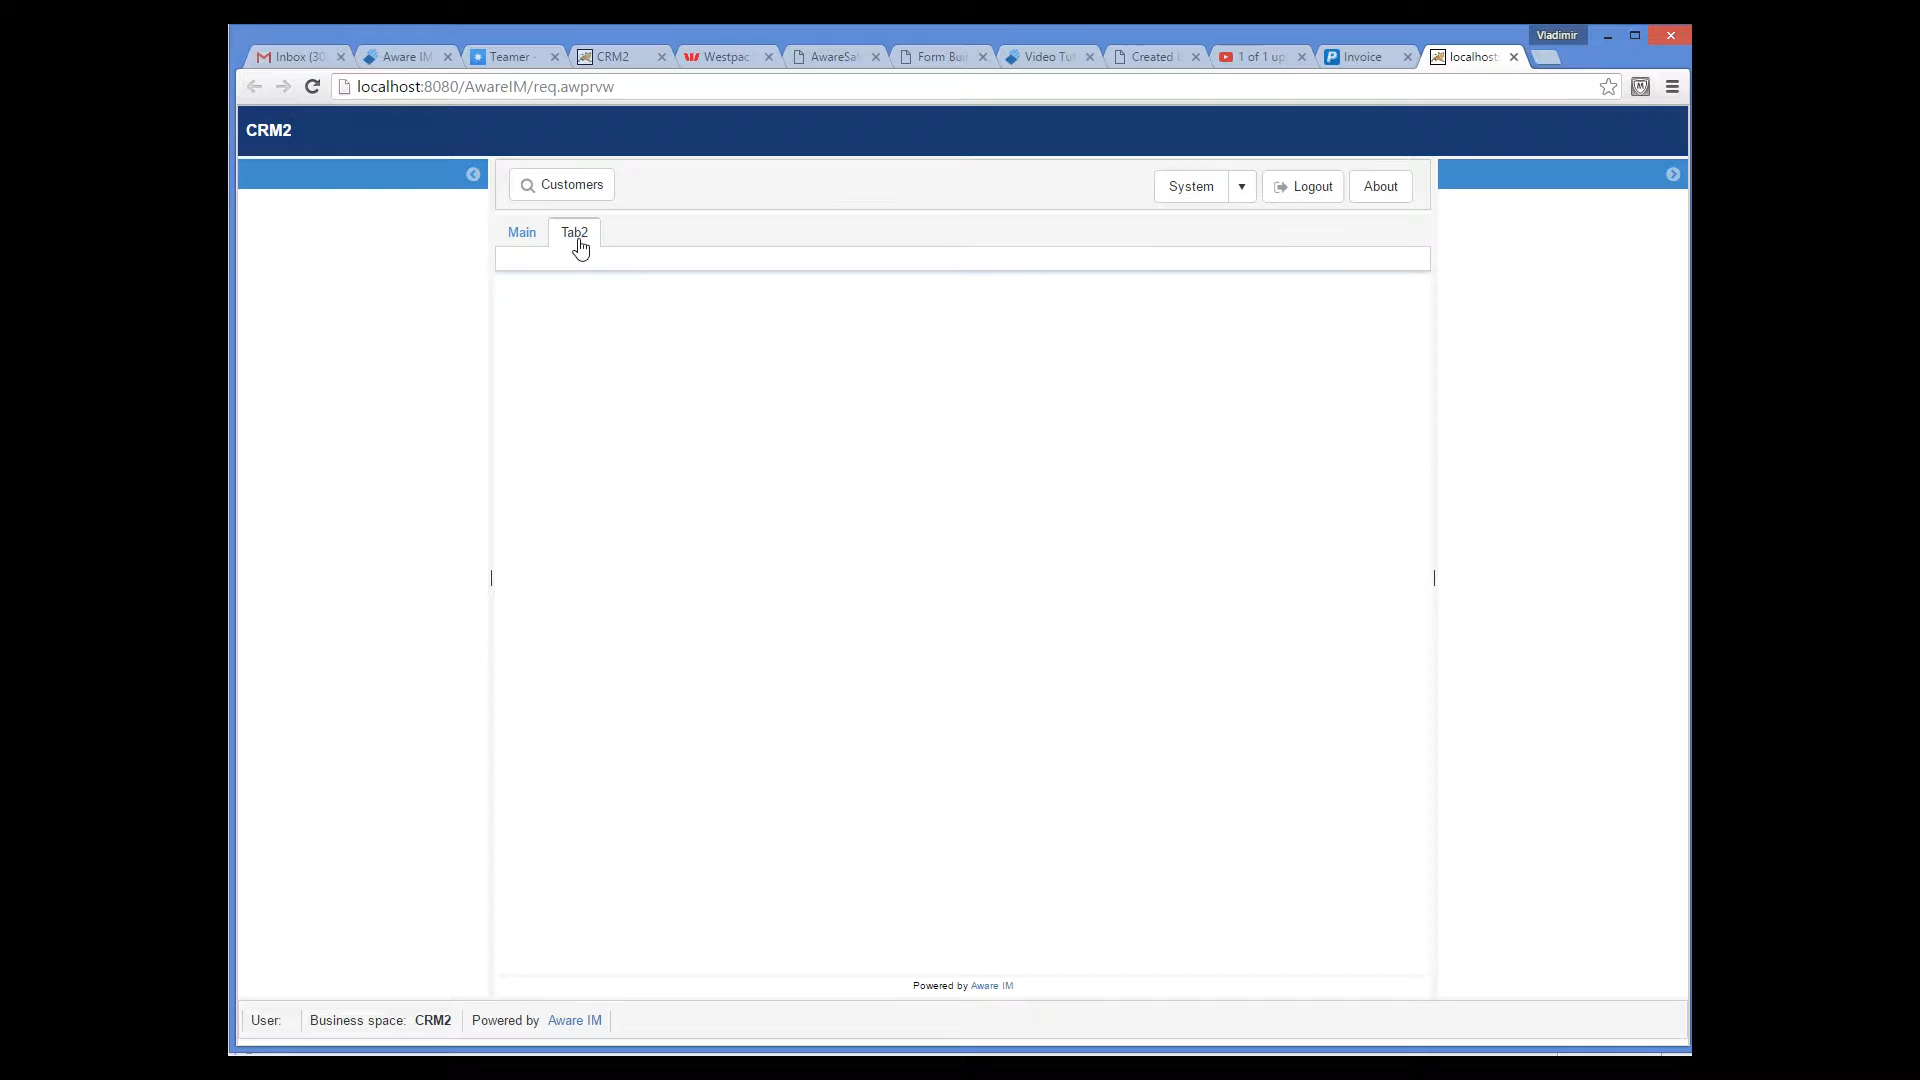 Vladimir
Inbox (30
Aware IM
Teamer -
CRM2
Westpac
AwareSal
Form Bui
Video Tut
Created i
1 of 1 up
Invoice
localhost:
localhost:8080/AwareIM/req.awprvw
CRM2
Customers
System
Logout
About
Main
Tab2
Powered by Aware IM
User:
Business space: CRM2
Powered by Aware IM